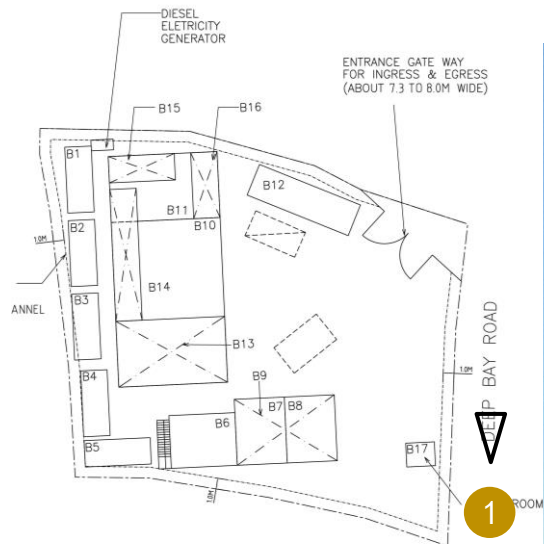 DIESEL
ELETRICITY
GENERATOR
ENTRANCE GATE WAY
FOR INGRESS & EGRESS
(ABOUT 7.3 TO 8.0M WIDE)
B15
B16
B1
B12
B11
B10
B2
1.0M
B14
ANNEL
B3
B13
DEEP BAY ROAD
B9
1.0M
B4
B7
B8
B6
B5
B17
1.0M
1
ROOM